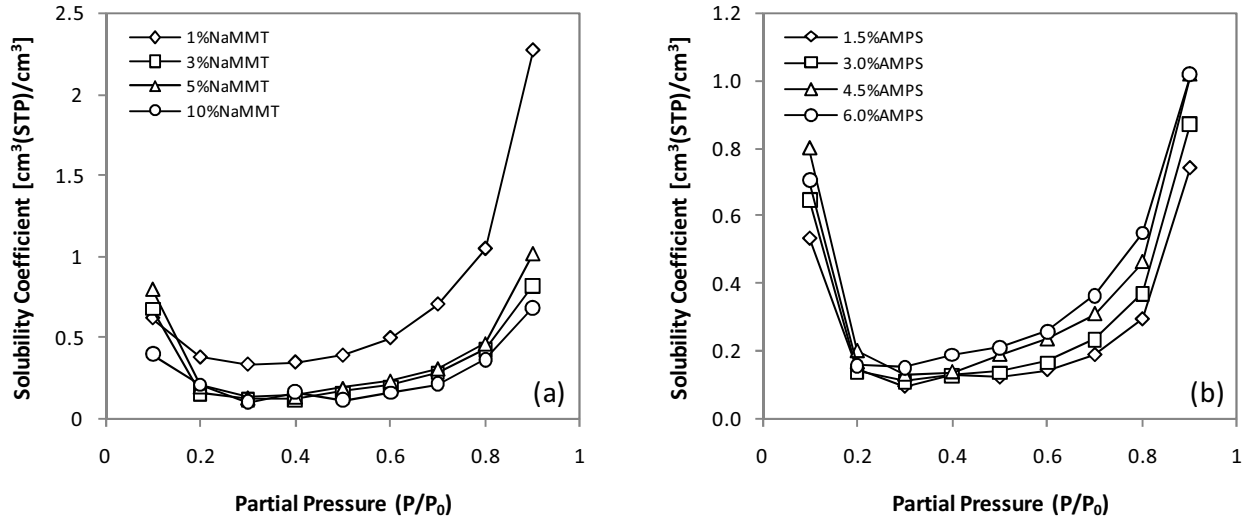 Solubility Coefficient [cm³(STP)/cm³]
2.5
2
1.5
1
0.5
0
1%NaMMT
3%NaMMT
5%NaMMT
10%NaMMT
(a)
0 0.2 0.4 0.6 0.8 1
Partial Pressure (P/P₀)
Solubility Coefficient [cm³(STP)/cm³]
1.2
1.0
0.8
0.6
0.4
0.2
0.0
1.5%AMPS
3.0%AMPS
4.5%AMPS
6.0%AMPS
(b)
0 0.2 0.4 0.6 0.8 1
Partial Pressure (P/P₀)